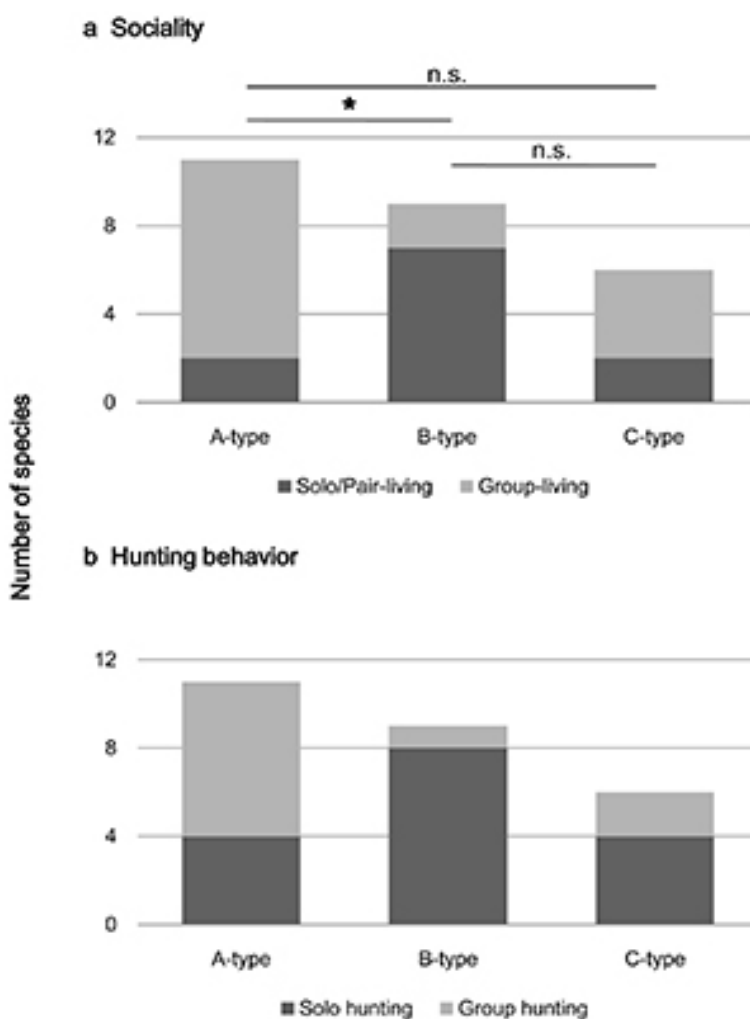 a Sociality
n.s.
*
12
n.s.
8
4
0
A-type B-type C-type
■ Solo/Pair-living ■ Group-living
Number of species
b Hunting behavior
12
8
4
0
A-type B-type C-type
■ Solo hunting ■ Group hunting